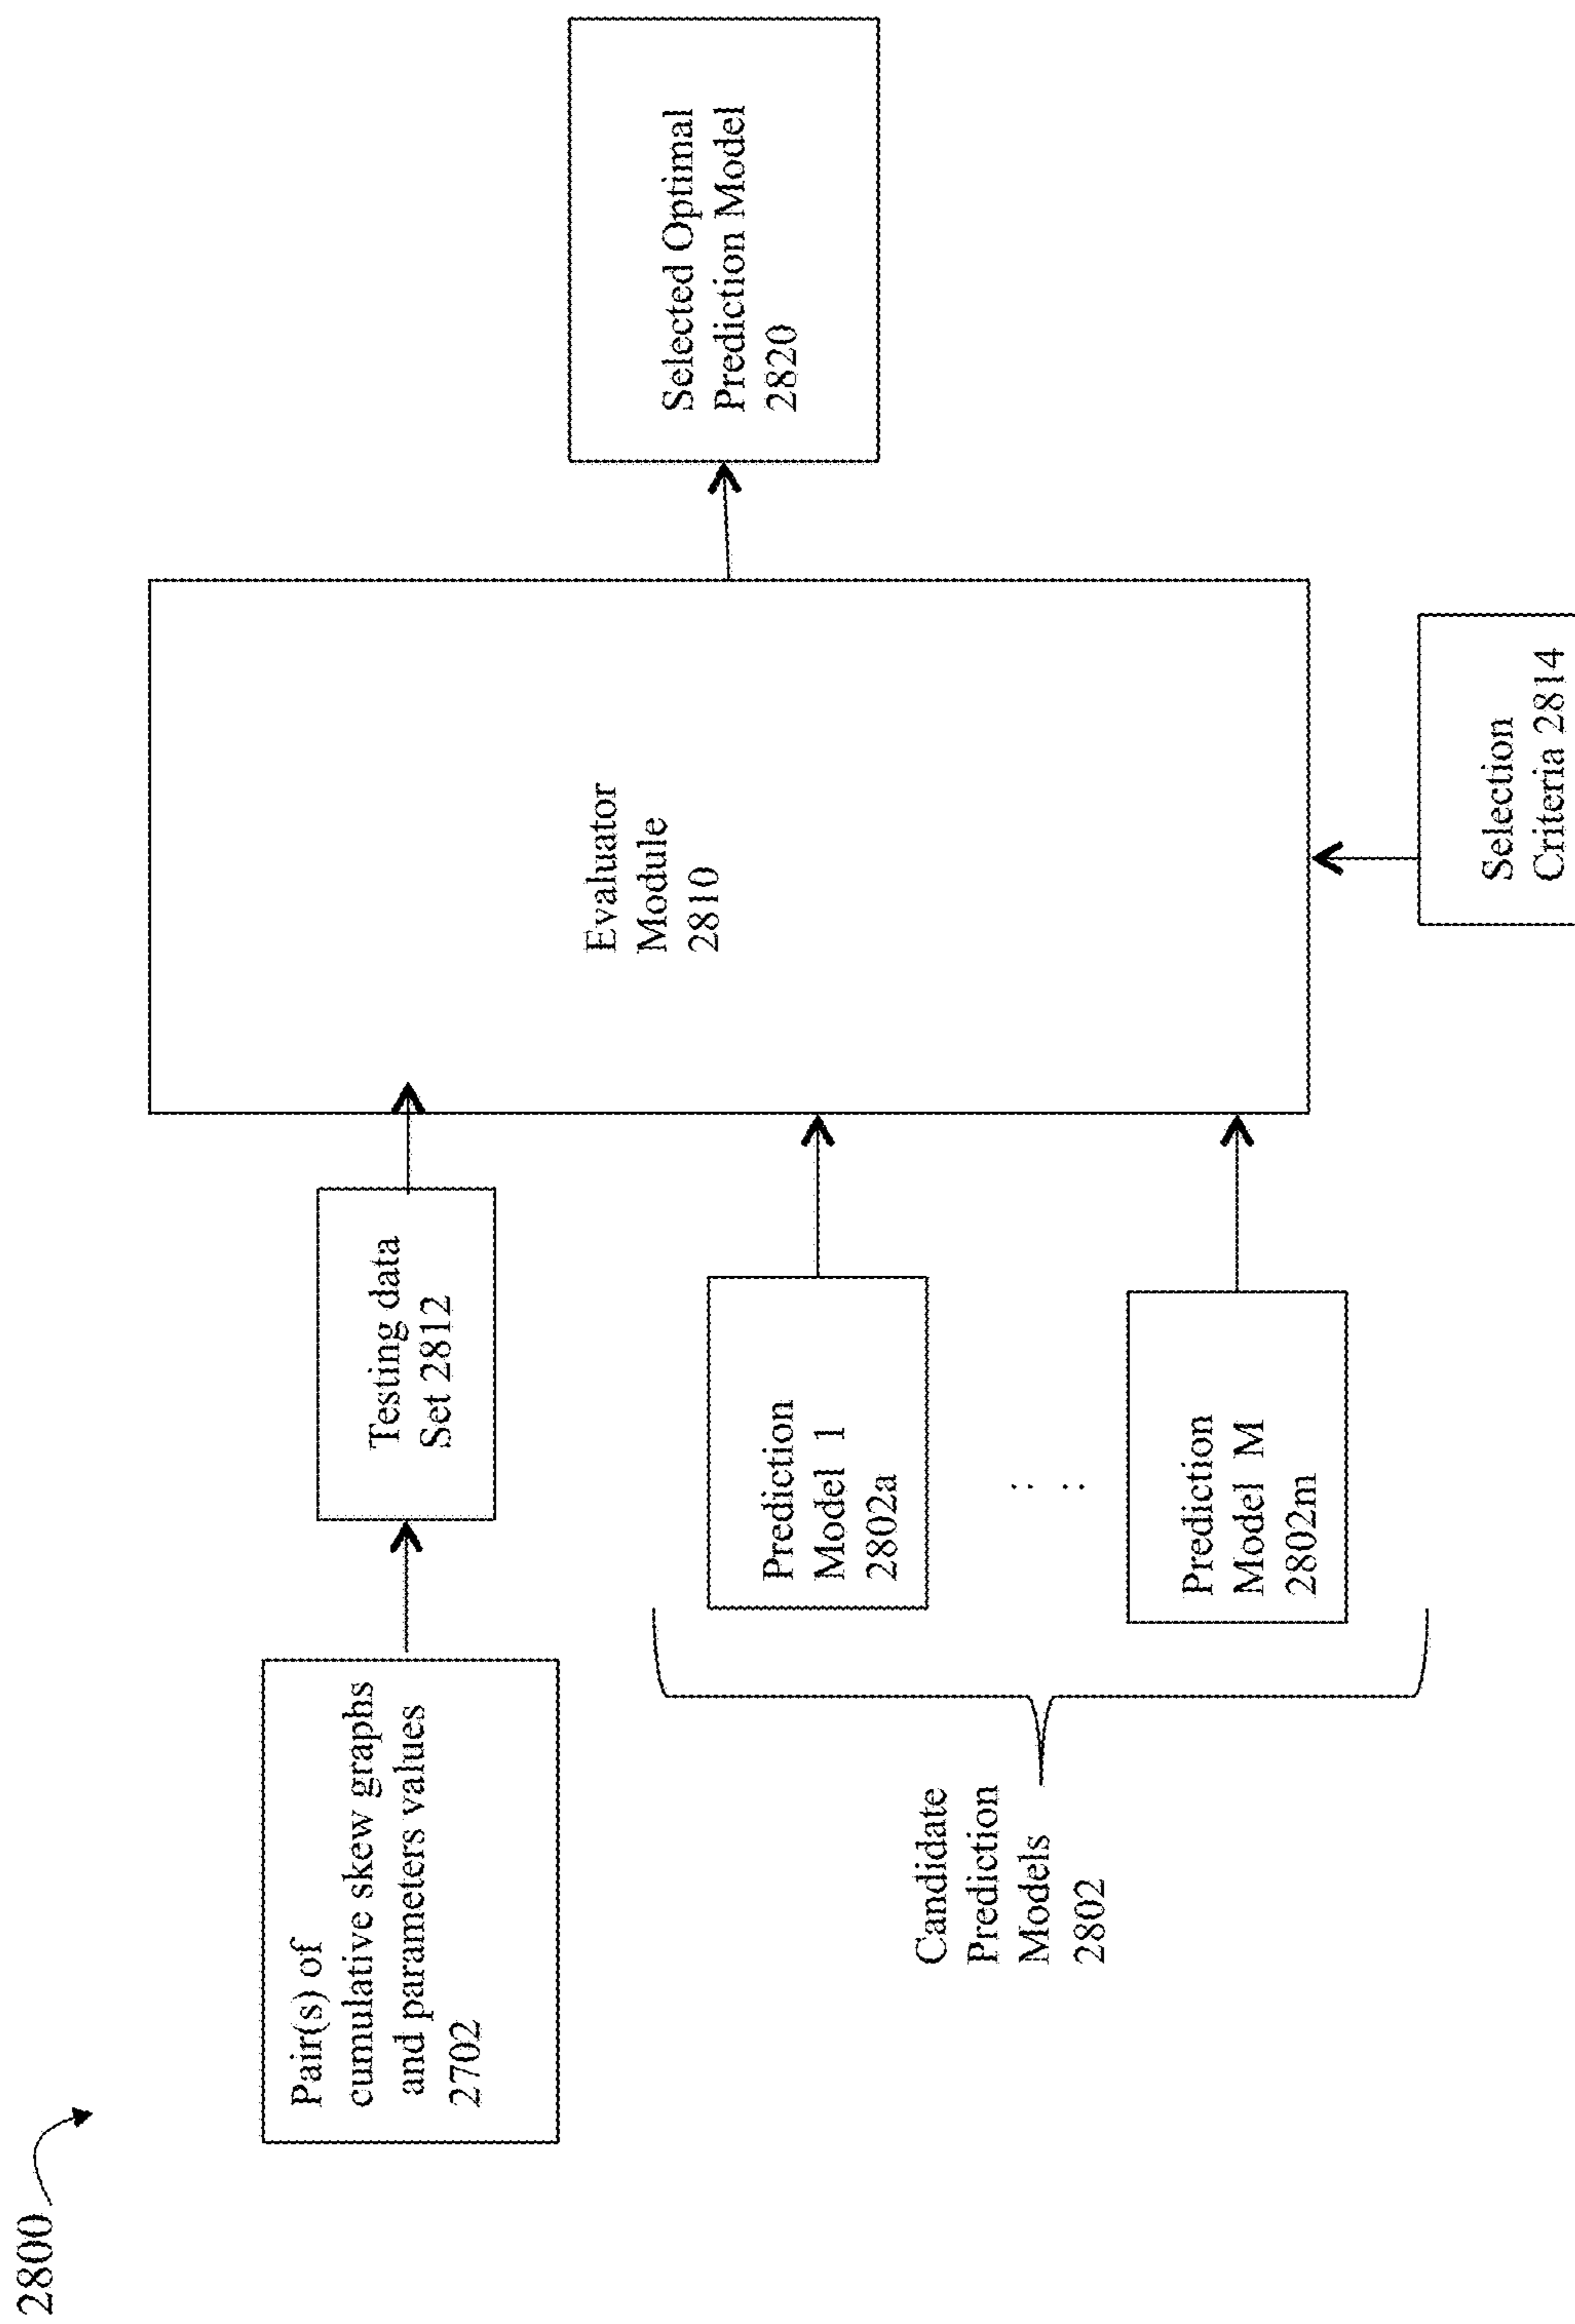 2800
Pair(s) of
cumulative skew graphs
and parameters values
2702
Testing data
Set 2812
Candidate
Prediction
Models
2802
Prediction
Model 1
2802a
Prediction
Model M
2802m
Evaluator
Module
2810
Selection
Criteria 2814
Selected Optimal
Prediction Model
2820